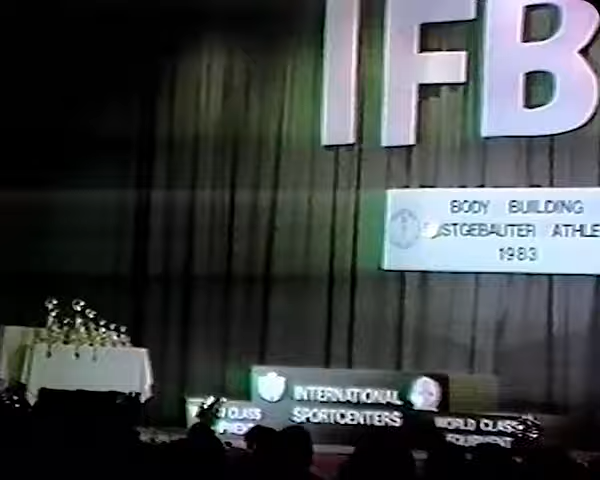 IFB
BODY BUILDING
STGEBAUTER ATHLE
1983
INTERNATIONAL
SPORTCENTERS
CLASS
WORLD CLASS
EQUIPMENT